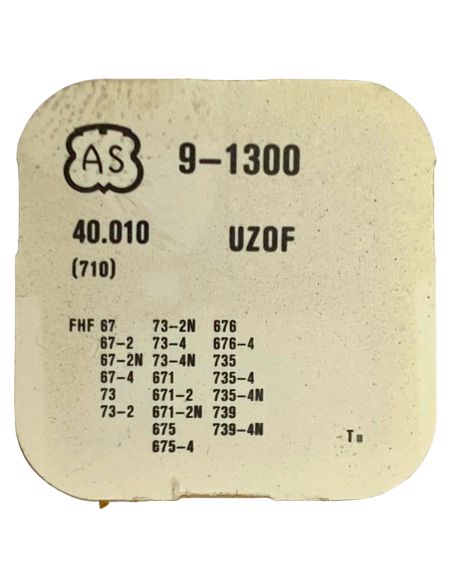 AS 9-1300
40.010 UZOF
(710)
FHF 67 73-2N 676
67-2 73-4 676-4
67-2N 73-4N 735
67-4 671 735-4
73 671-2 735-4N
73-2 671-2N 739
675 739-4N
675-4